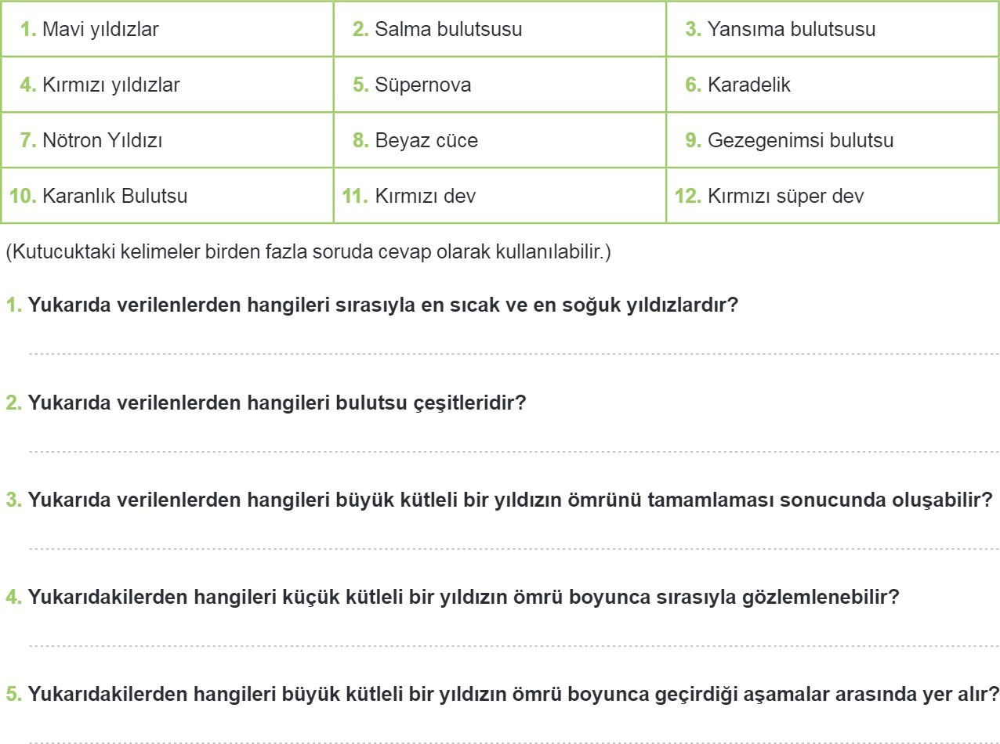 1. Mavi yıldızlar 2. Salma bulutsusu 3. Yansıma bulutsusu
4. Kırmızı yıldızlar 5. Süpernova 6. Karadelik
7. Nötron Yıldızı 8. Beyaz cüce 9. Gezegenimsi bulutsu
10. Karanlık Bulutsu 11. Kırmızı dev 12. Kırmızı süper dev
(Kutucuktaki kelimeler birden fazla soruda cevap olarak kullanılabilir.)
1. Yukarıda verilenlerden hangileri sırasıyla en sıcak ve en soğuk yıldızlardır?
2. Yukarıda verilenlerden hangileri bulutsu çeşitleridir?
3. Yukarıda verilenlerden hangileri büyük kütleli bir yıldızın ömrünü tamamlaması sonucunda oluşabilir?
4. Yukarıdakilerden hangileri küçük kütleli bir yıldızın ömrü boyunca sırasıyla gözlemlenebilir?
5. Yukarıdakilerden hangileri büyük kütleli bir yıldızın ömrü boyunca geçirdiği aşamalar arasında yer alır?